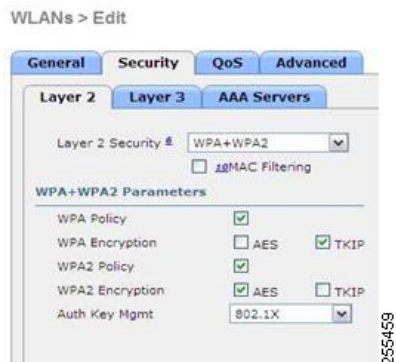 WLANs > Edit
General Security QoS Advanced
Layer 2 Layer 3 AAA Servers
Layer 2 Security 6 WPA+WPA2
10MAC Filtering
WPA+WPA2 Parameters
WPA Policy
WPA Encryption AES TKIP
WPA2 Policy
WPA2 Encryption AES TKIP
Auth Key Mgmt 802.1X
255459